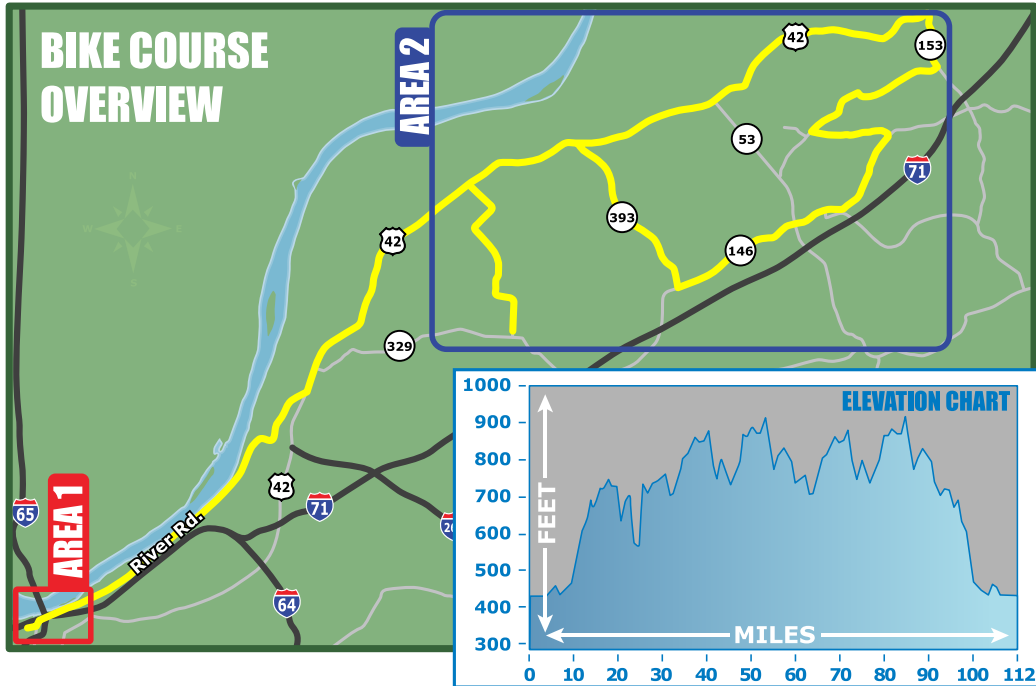 BIKE COURSE
OVERVIEW
AREA 2
42
153
53
71
393
42
146
N
W
E
S
329
42
65
71
AREA 1
River Rd.
64
ELEVATION CHART
1000
900
800
700
600
500
400
300
FEET
MILES
0 10 20 30 40 50 60 70 80 90 100 112